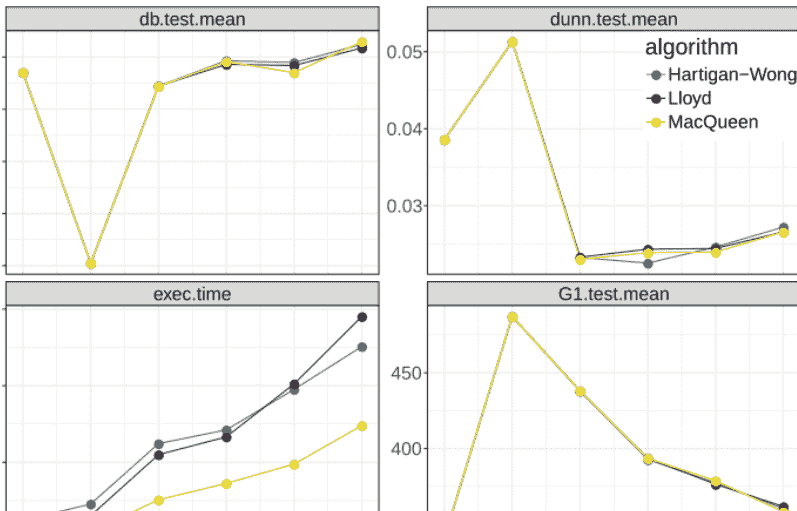 db.test.mean
dunn.test.mean
0.05
0.04
0.03
algorithm
Hartigan−Wong
Lloyd
MacQueen
exec.time
G1.test.mean
450
400